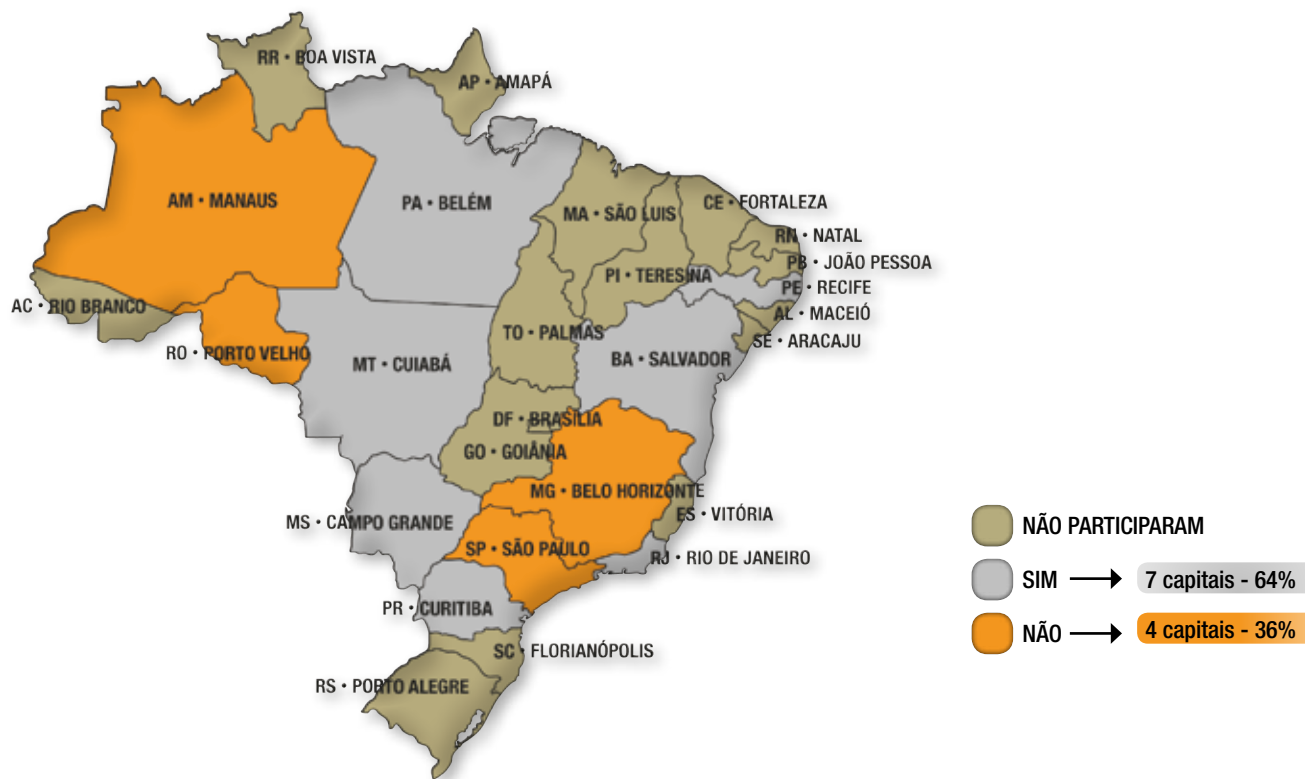 RR • BOA VISTA
AP • AMAPÁ
AM • MANAUS
PA • BELÉM
MA • SÃO LUIS
CE • FORTALEZA
RN • NATAL
PB • JOÃO PESSOA
PI • TERESINA
PE • RECIFE
AC • RIO BRANCO
AL • MACEIÓ
TO • PALMAS
SE • ARACAJU
RO • PORTO VELHO
MT • CUIABÁ
BA • SALVADOR
DF • BRASÍLIA
GO • GOIÂNIA
MG • BELO HORIZONTE
MS • CAMPO GRANDE
ES • VITÓRIA
SP • SÃO PAULO
RJ • RIO DE JANEIRO
PR • CURITIBA
SC • FLORIANÓPOLIS
RS • PORTO ALEGRE
NÃO PARTICIPARAM
SIM → 7 capitais - 64%
NÃO → 4 capitais - 36%